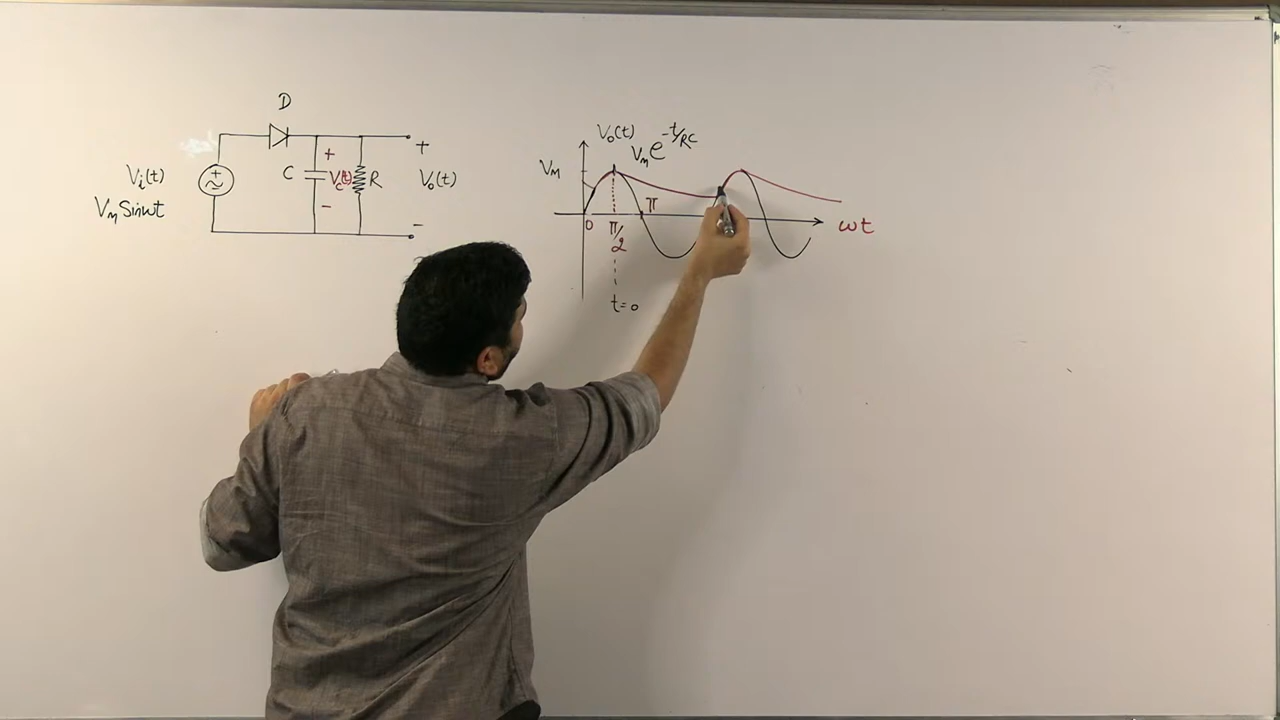 D
+
C
Vc(t)
R
-
Vi(t)
Vm Sinωt
+
Vo(t)
-
Vo(t)
Vm e^-t/RC
VM
0
π/2
π
ωt
t=0